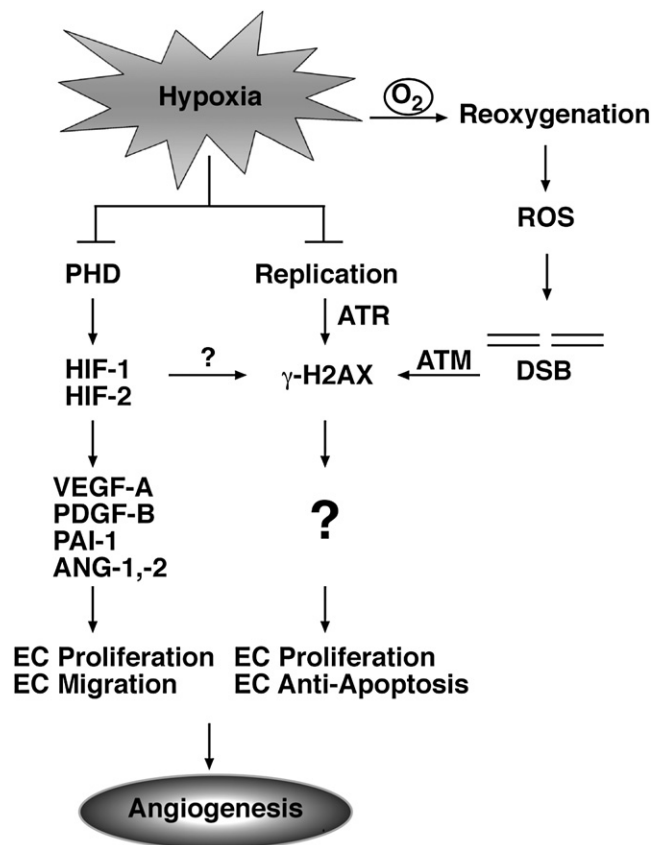 Hypoxia
O2
Reoxygenation
ROS
PHD
Replication
ATR
HIF-1
HIF-2
?
γ-H2AX
ATM
DSB
VEGF-A
PDGF-B
PAI-1
ANG-1,-2
?
EC Proliferation
EC Migration
EC Proliferation
EC Anti-Apoptosis
Angiogenesis